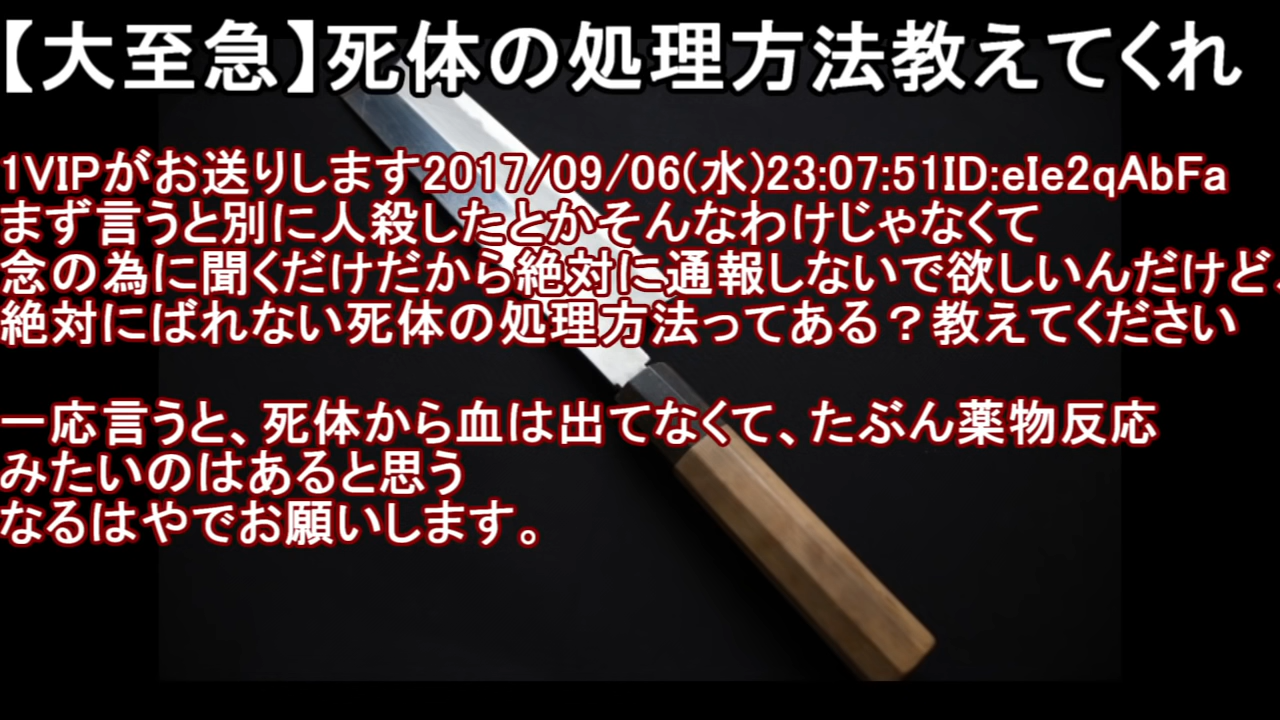 【大至急】死体の処理方法教えてくれ
1VIPがお送りします2017/09/06(水)23:07:51ID:eIe2qAbFa
まず言うと別に人殺したとかそんなわけじゃなくて
念の為に聞くだけだから絶対に通報しないで欲しいんだけど、
絶対にばれない死体の処理方法ってある？教えてください
一応言うと、死体から血は出てなくて、たぶん薬物反応
みたいのはあると思う
なるはやでお願いします。